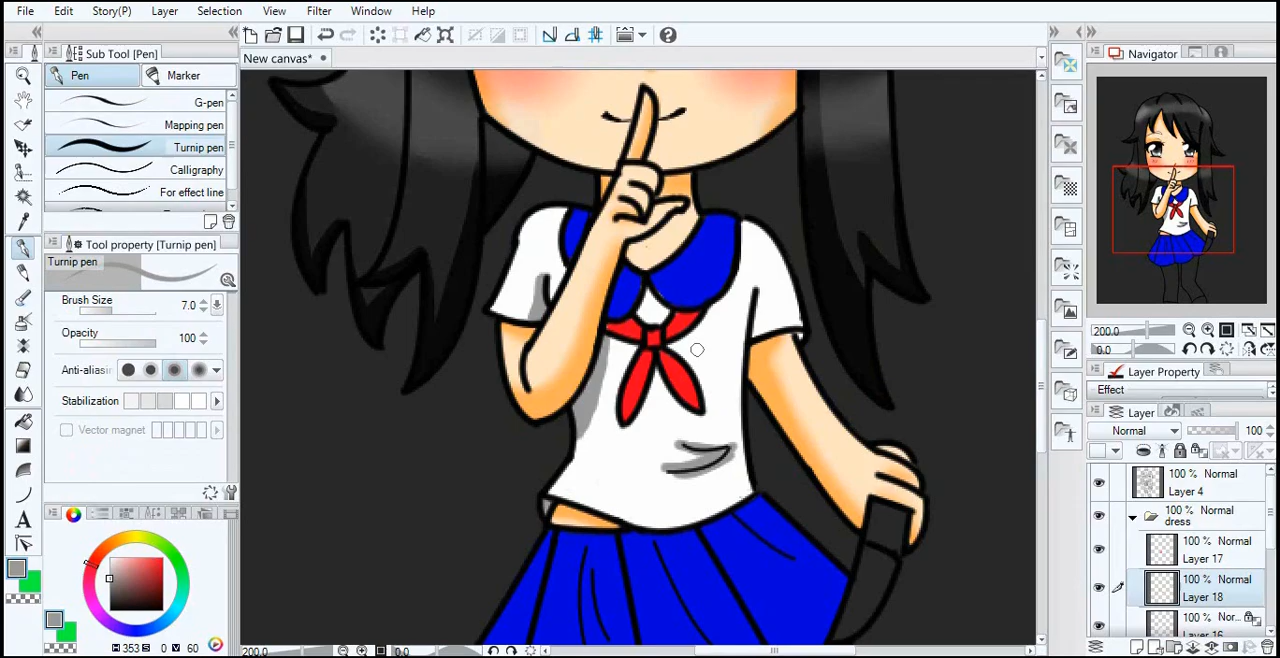 File Edit Story(P) Layer Selection View Filter Window Help
Sub Tool [Pen]
New canvas*
Navigator
Pen Marker
G-pen
Mapping pen
Turnip pen
Calligraphy
For effect line
Tool property [Turnip pen]
Turnip pen
Brush Size 7.0
Opacity 100
Anti-aliasin
Stabilization
Vector magnet
A
H 353 S 0 V 60
200.0 0.0
200.0
0.0
Layer Property
Effect
Layer
Normal 100
100 % Normal
Layer 4
100 % Normal
dress
100 % Normal
Layer 17
100 % Normal
Layer 18
100 % Nor...
Layer 16